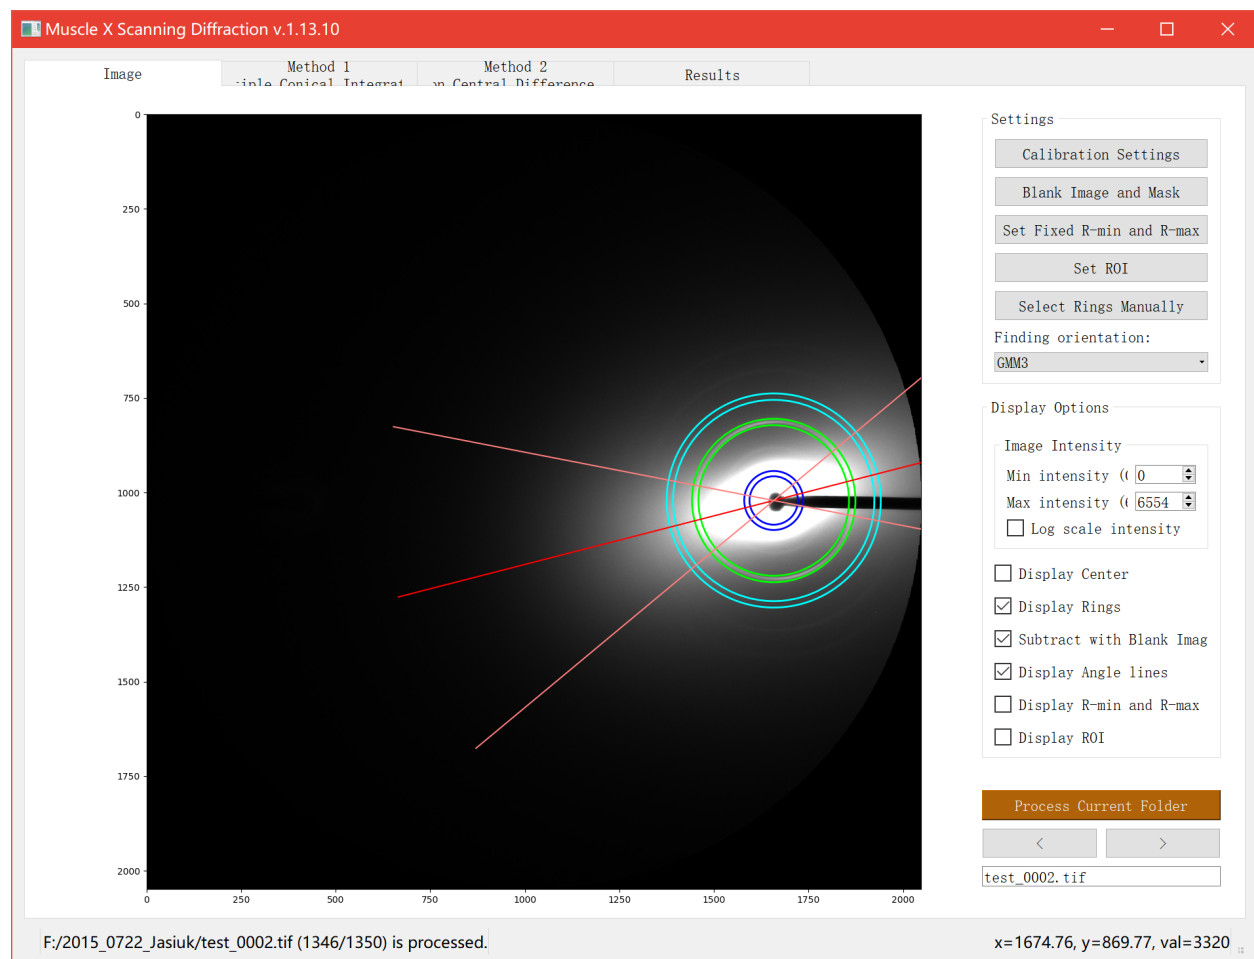 Muscle X Scanning Diffraction v.1.13.10
Image
Method 1
Method 2
on Central Difference
Results
0
250
500
750
1000
1250
1500
1750
2000
0
250
500
750
1000
1250
1500
1750
2000
Settings
Calibration Settings
Blank Image and Mask
Set Fixed R-min and R-max
Set ROI
Select Rings Manually
Finding orientation:
GMM3
Display Options
Image Intensity
Min intensity 0
Max intensity 6554
Log scale intensity
Display Center
Display Rings
Subtract with Blank Imag
Display Angle lines
Display R-min and R-max
Display ROI
Process Current Folder
<
>
test_0002.tif
F:/2015_0722_Jasiuk/test_0002.tif (1346/1350) is processed.
x=1674.76, y=869.77, val=3320